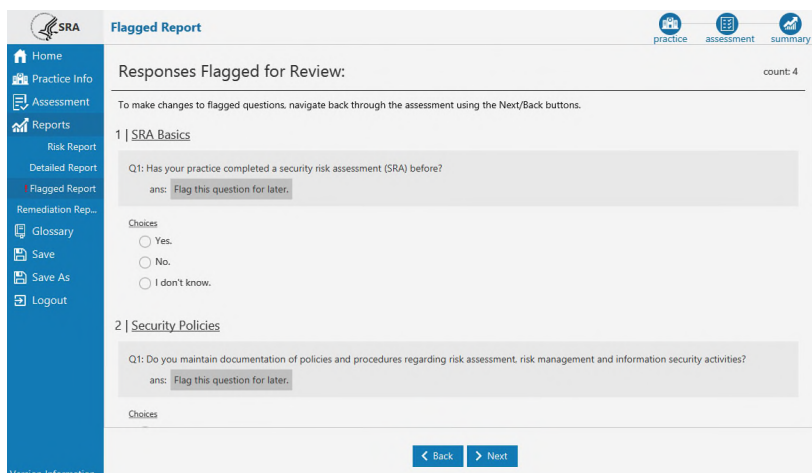 SRA
Flagged Report
practice
assessment
summary
Home
Practice Info
Assessment
Reports
Risk Report
Detailed Report
! Flagged Report
Remediation Rep...
Glossary
Save
Save As
Logout
Responses Flagged for Review:
count: 4
To make changes to flagged questions, navigate back through the assessment using the Next/Back buttons.
1 | SRA Basics
Q1: Has your practice completed a security risk assessment (SRA) before?
ans: Flag this question for later.
Choices
Yes.
No.
I don't know.
2 | Security Policies
Q1: Do you maintain documentation of policies and procedures regarding risk assessment, risk management and information security activities?
ans: Flag this question for later.
Choices
Back
Next
Version Information